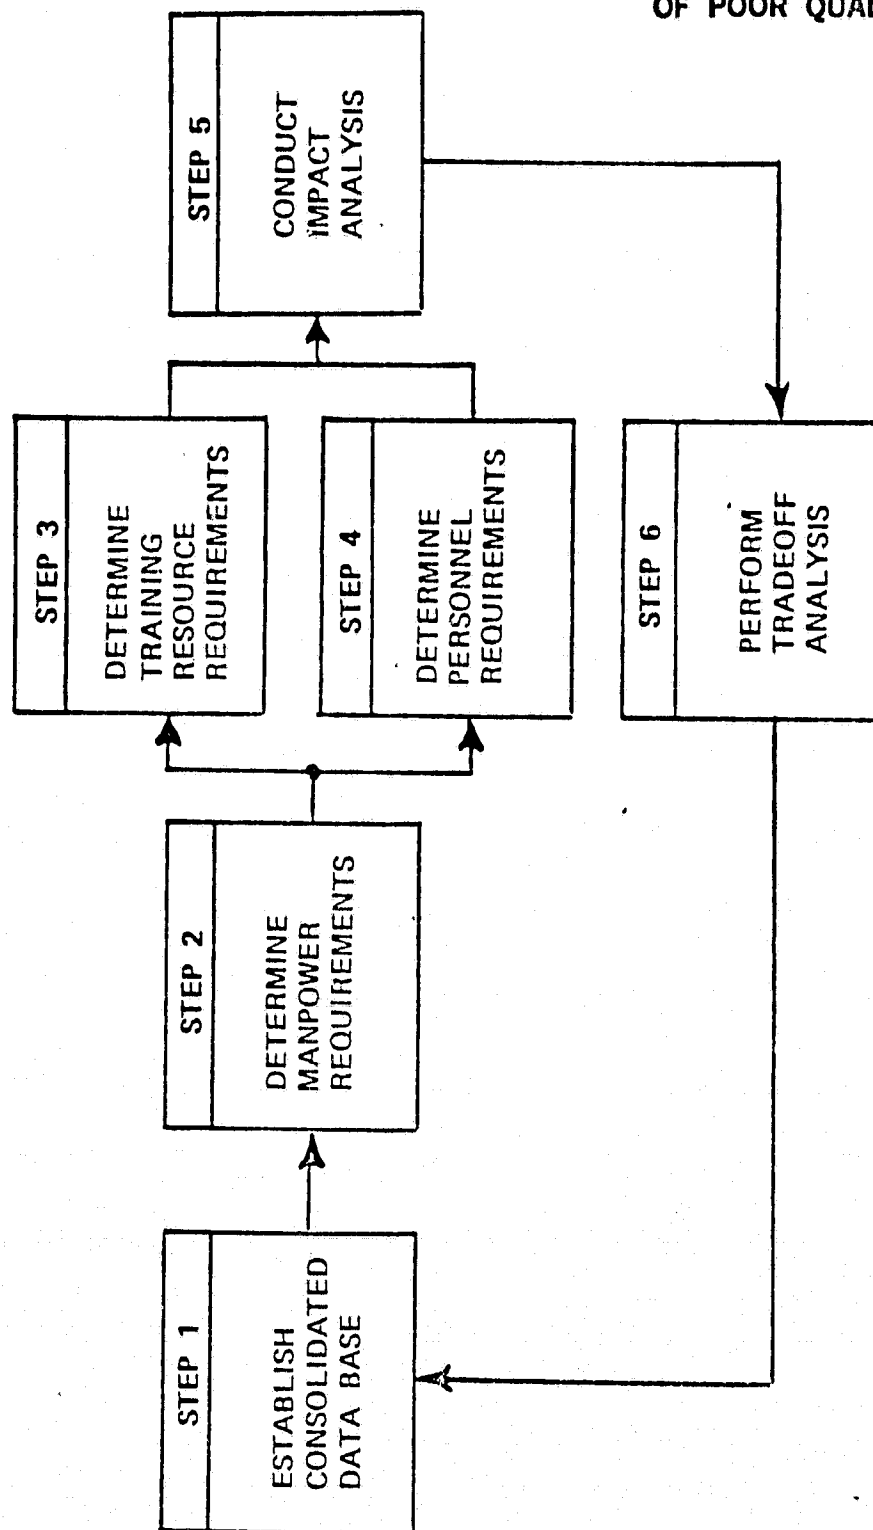 OF POOR QUAL
STEP 1
ESTABLISH
CONSOLIDATED
DATA BASE
STEP 2
DETERMINE
MANPOWER
REQUIREMENTS
STEP 3
DETERMINE
TRAINING
RESOURCE
REQUIREMENTS
STEP 4
DETERMINE
PERSONNEL
REQUIREMENTS
STEP 5
CONDUCT
IMPACT
ANALYSIS
STEP 6
PERFORM
TRADEOFF
ANALYSIS